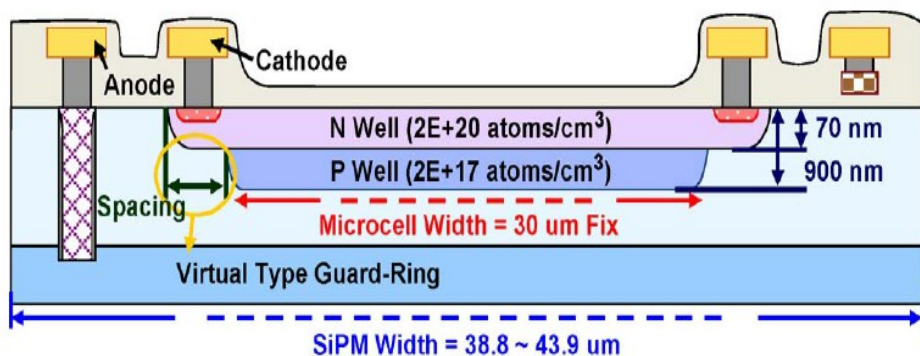 Cathode
Anode
N Well (2E+20 atoms/cm³)
70 nm
P Well (2E+17 atoms/cm³)
900 nm
Spacing
Microcell Width = 30 um Fix
Virtual Type Guard-Ring
SiPM Width = 38.8 ~ 43.9 um